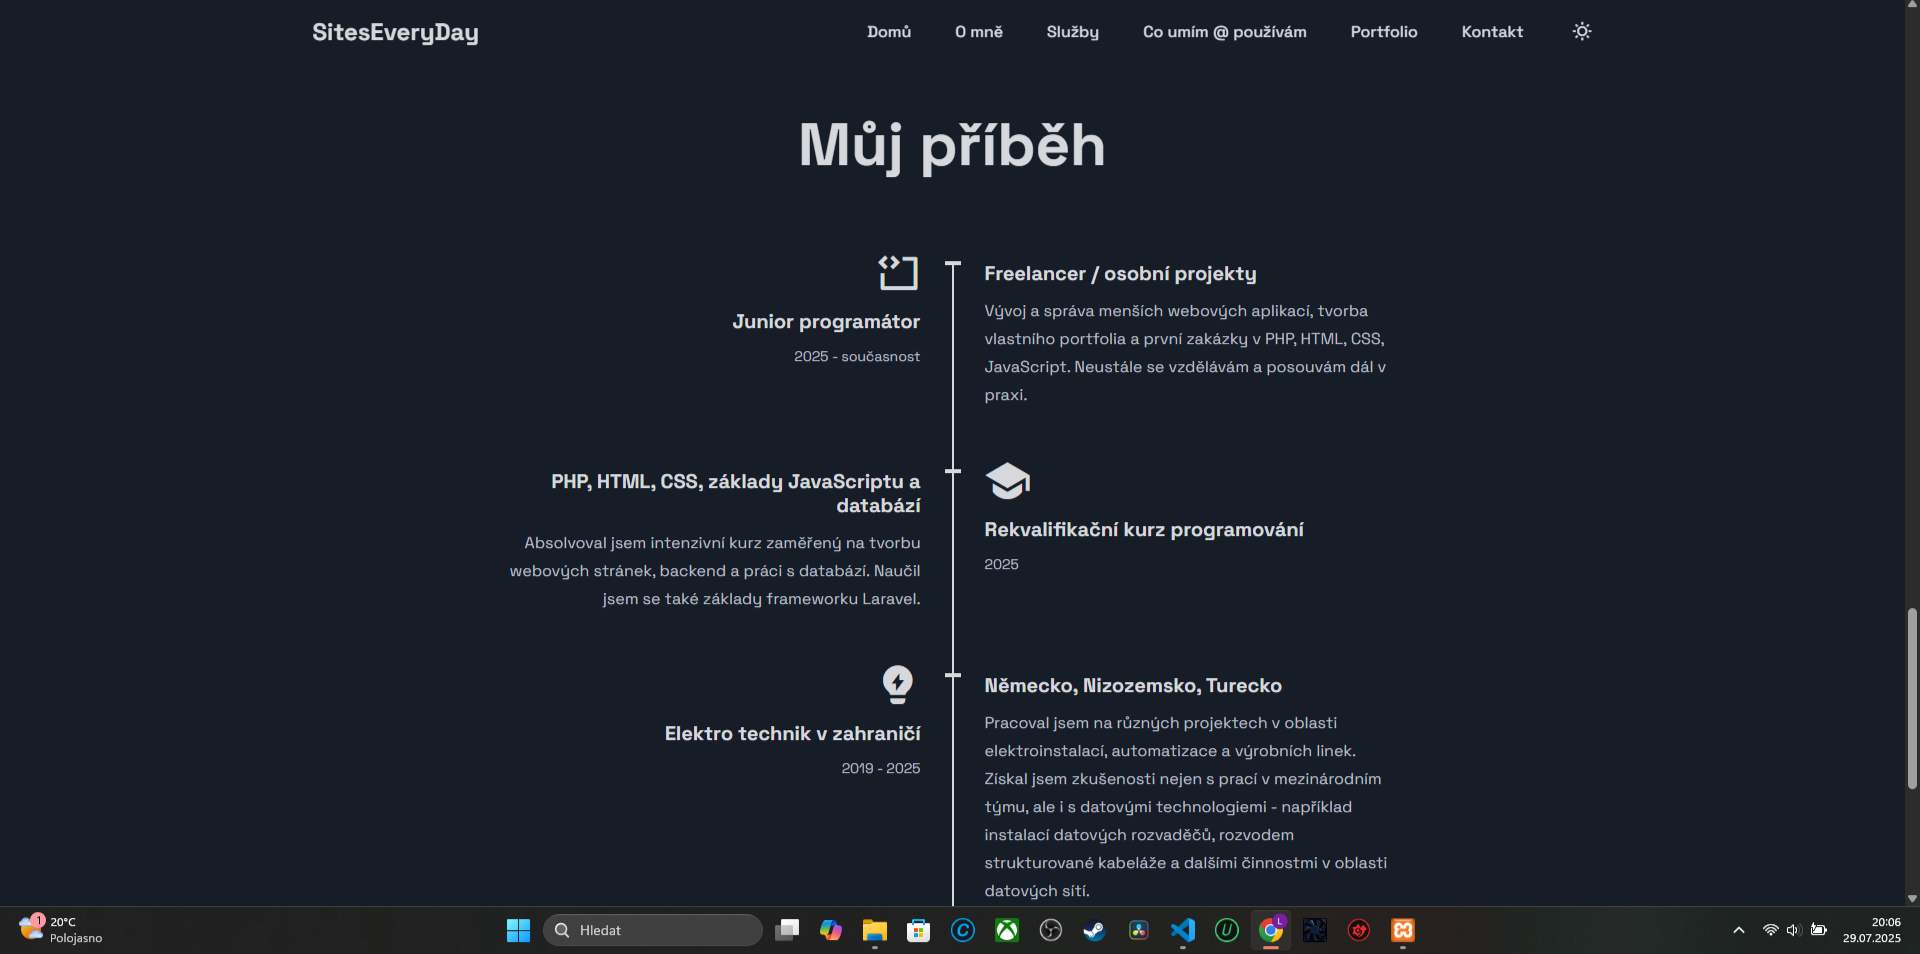 SitesEveryDay
Domů
O mně
Služby
Co umím @ používám
Portfolio
Kontakt
Můj příběh
Junior programátor
2025 - současnost
Freelancer / osobní projekty
Vývoj a správa menších webových aplikací, tvorba
vlastního portfolia a první zakázky v PHP, HTML, CSS,
JavaScript. Neustále se vzdělávám a posouvám dál v
praxi.
PHP, HTML, CSS, základy JavaScriptu a
databází
Absolvoval jsem intenzivní kurz zaměřený na tvorbu
webových stránek, backend a práci s databází. Naučil
jsem se také základy frameworku Laravel.
Rekvalifikační kurz programování
2025
Elektro technik v zahraničí
2019 - 2025
Německo, Nizozemsko, Turecko
Pracoval jsem na různých projektech v oblasti
elektroinstalací, automatizace a výrobních linek.
Získal jsem zkušenosti nejen s prací v mezinárodním
týmu, ale i s datovými technologiemi - například
instalací datových rozvaděčů, rozvodem
strukturované kabeláže a dalšími činnostmi v oblasti
datových sítí.
1
20°C
Polojasno
Hledat
L
20:06
29.07.2025